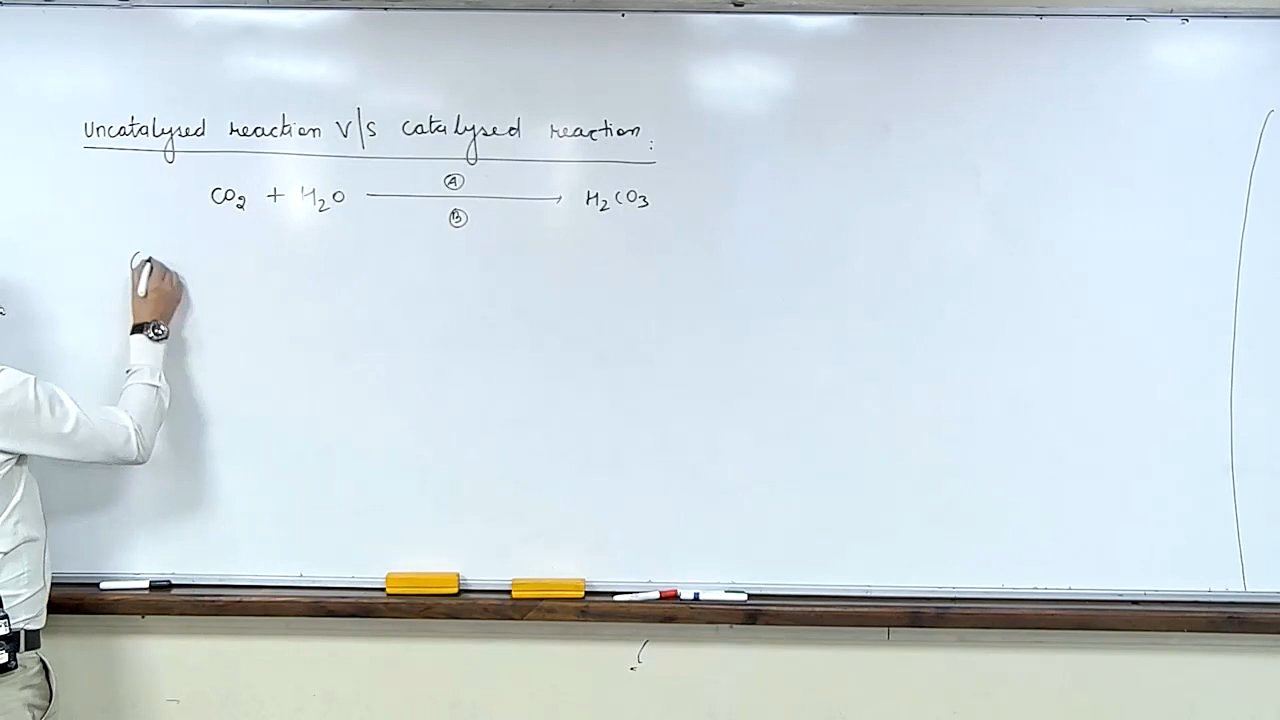 Uncatalysed reaction V/s catalysed reaction:
Ⓐ
CO₂ + H₂O ⟶ H₂CO₃
Ⓑ